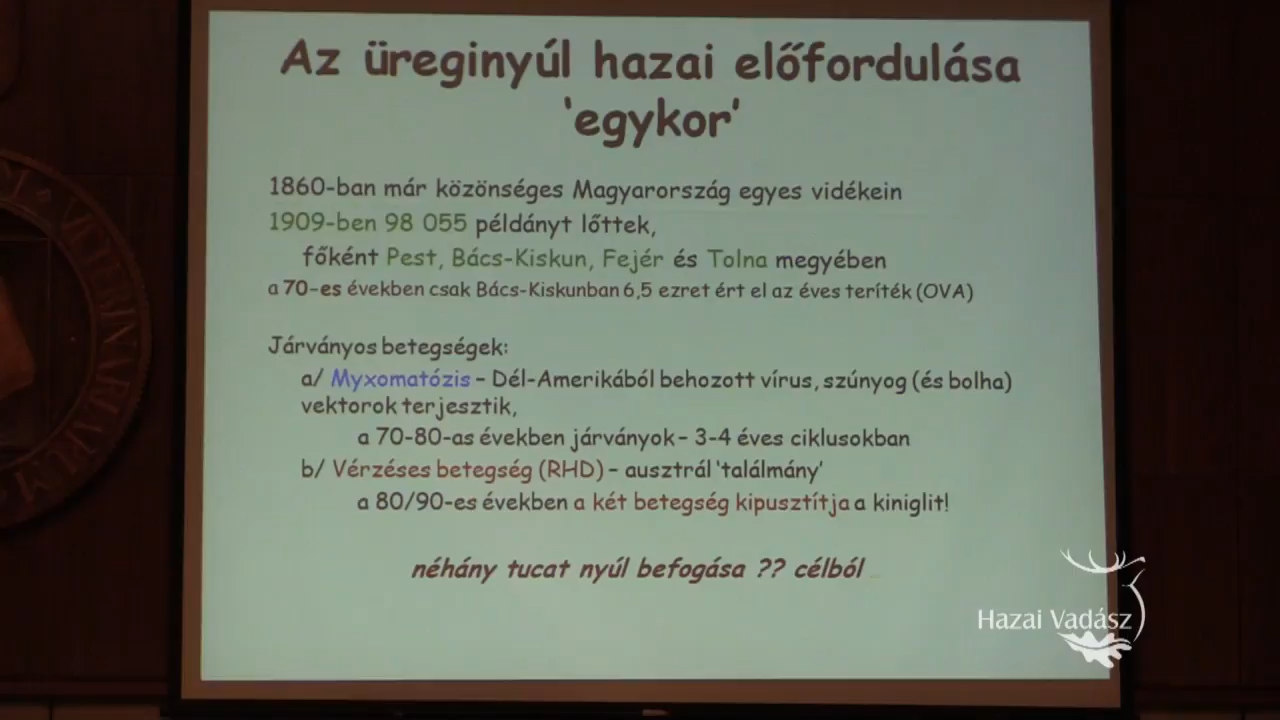 Az üreginyúl hazai előfordulása
'egykor'
1860-ban már közönséges Magyarország egyes vidékein
1909-ben 98 055 példányt lőttek,
főként Pest, Bács-Kiskun, Fejér és Tolna megyében
a 70-es években csak Bács-Kiskunban 6,5 ezret ért el az éves teríték (OVA)
Járványos betegségek:
a/ Myxomatózis – Dél-Amerikából behozott vírus, szúnyog (és bolha)
vektorok terjesztik,
a 70-80-as években járványok – 3-4 éves ciklusokban
b/ Vérzéses betegség (RHD) – ausztrál 'találmány'
a 80/90-es években a két betegség kipusztítja a kiniglit!
néhány tucat nyúl befogása ?? célból
Hazai Vadász